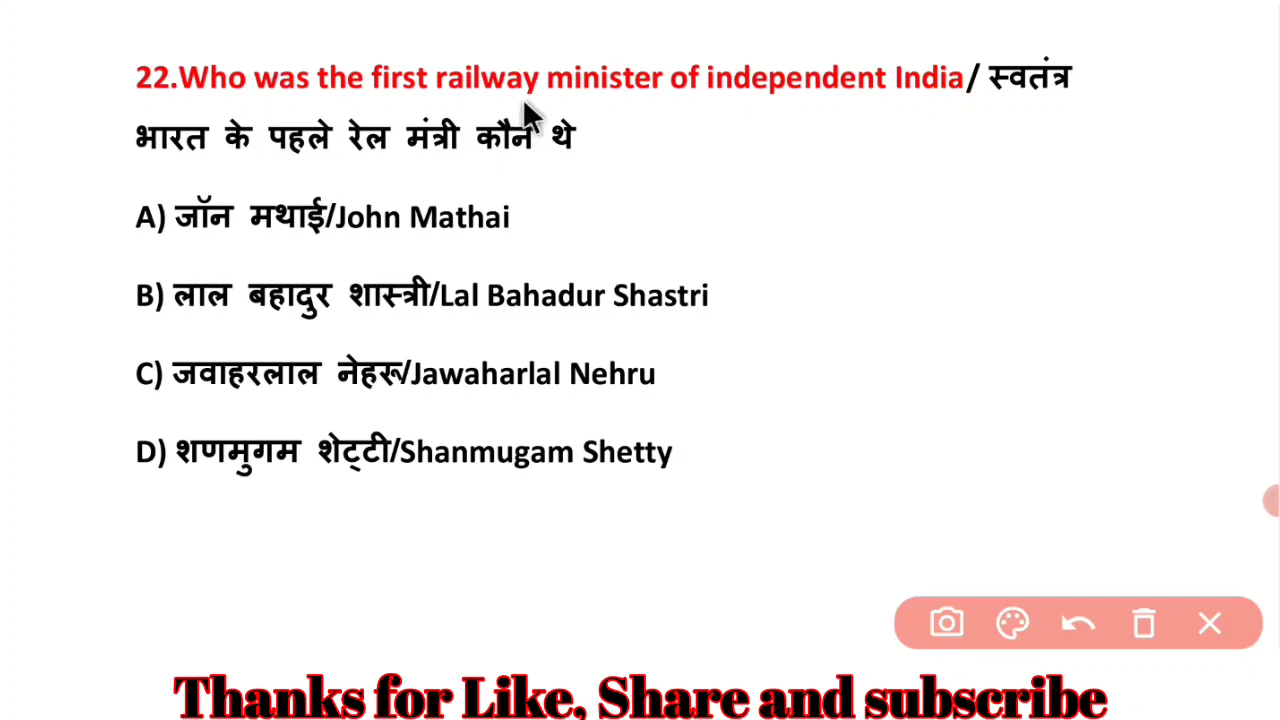 22.Who was the first railway minister of independent India/ स्वतंत्र
भारत के पहले रेल मंत्री कौन थे
A) जॉन मथाई/John Mathai
B) लाल बहादुर शास्त्री/Lal Bahadur Shastri
C) जवाहरलाल नेहरू/Jawaharlal Nehru
D) शणमुगम शेट्टी/Shanmugam Shetty
Thanks for Like, Share and subscribe